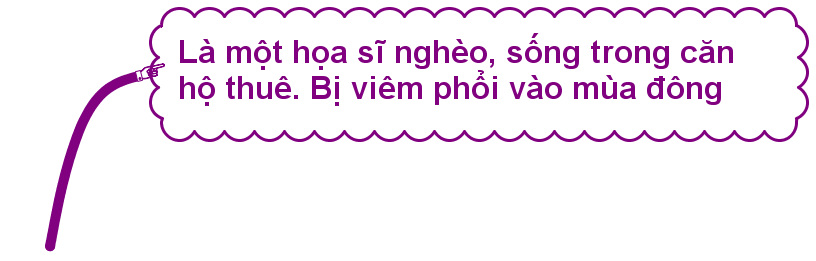 Là một họa sĩ nghèo, sống trong căn
hộ thuê. Bị viêm phổi vào mùa đông